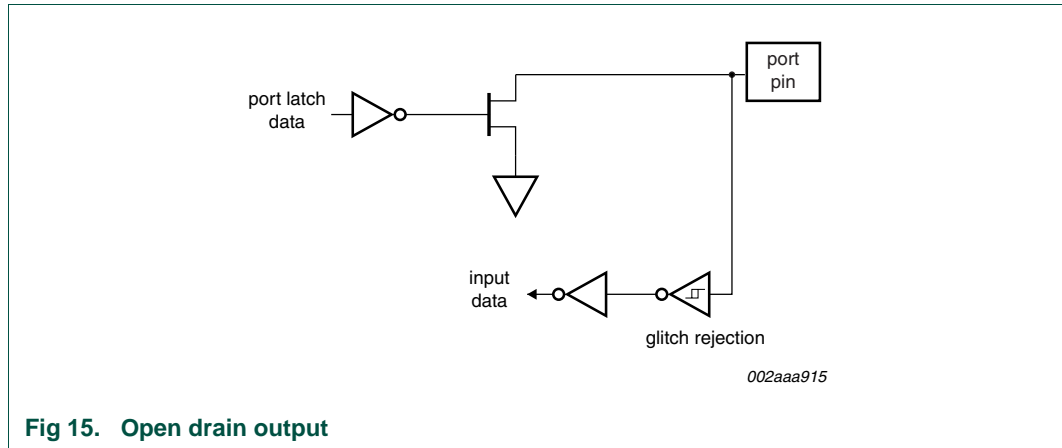 port
pin
port latch
data
input
data
glitch rejection
002aaa915
Fig 15. Open drain output